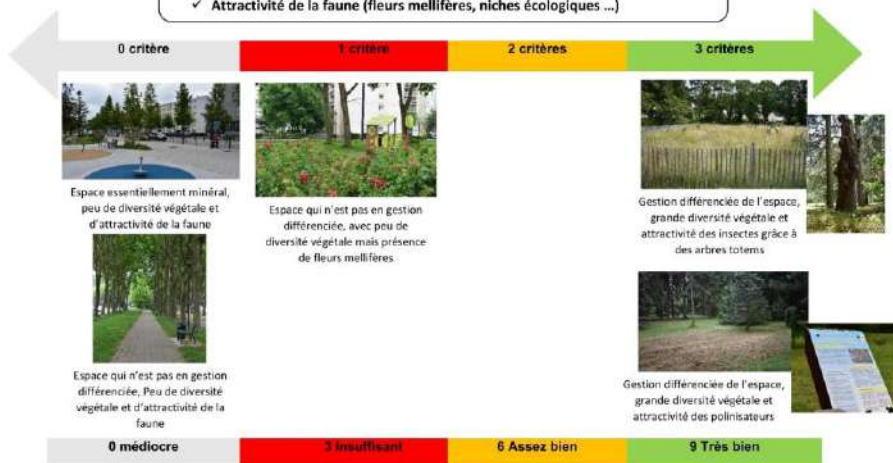 ✓ Attractivité de la faune (fleurs mellifères, niches écologiques ...)
0 critère
1 critère
2 critères
3 critères
Espace essentiellement minéral,
peu de diversité végétale et
d'attractivité de la faune
Espace qui n'est pas en gestion
différenciée, avec peu de
diversité végétale mais présence
de fleurs mellifères
Gestion différenciée de l'espace,
grande diversité végétale et
attractivité des insectes grâce à
des arbres totems
Espace qui n'est pas en gestion
différenciée, Peu de diversité
végétale et d'attractivité de la
faune
Gestion différenciée de l'espace,
grande diversité végétale et
attractivité des polinisateurs
0 médiocre
3 Insuffisant
6 Assez bien
9 Très bien